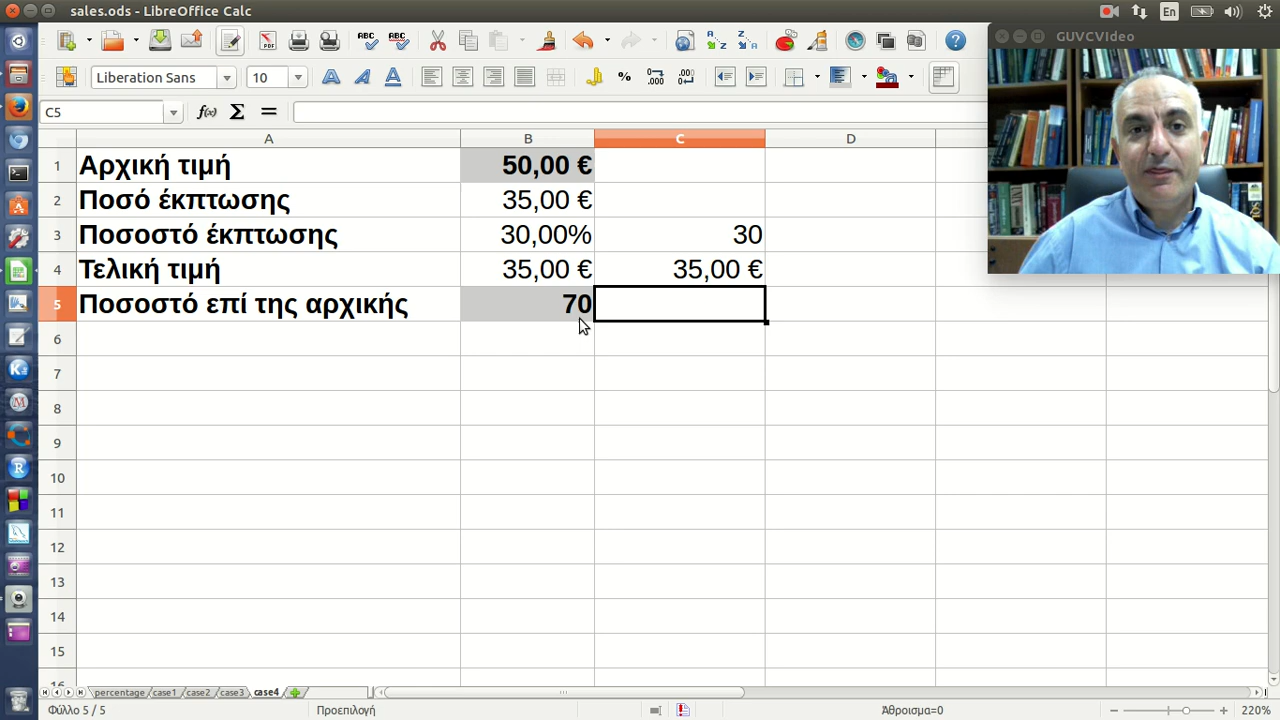 sales.ods - LibreOffice Calc
En
GUVCVideo
Liberation Sans
10
C5
A
B
C
D
1
Αρχική τιμή
50,00 €
2
Ποσό έκπτωσης
35,00 €
3
Ποσοστό έκπτωσης
30,00%
30
4
Τελική τιμή
35,00 €
35,00 €
5
Ποσοστό επί της αρχικής
70
6
7
8
9
10
11
12
13
14
15
16
percentage
case1
case2
case3
case4
Φύλλο 5 / 5
Προεπιλογή
Άθροισμα=0
220%